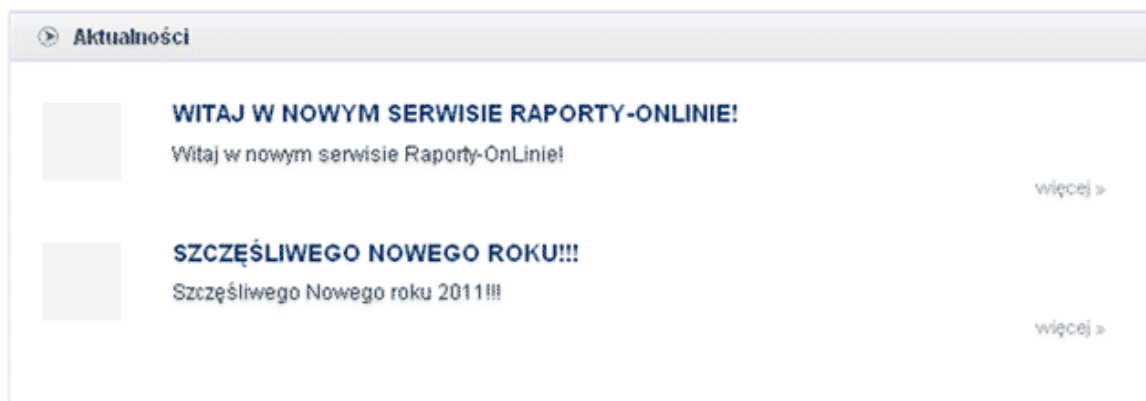 Aktualności
WITAJ W NOWYM SERWISIE RAPORTY-ONLINIE!
Witaj w nowym serwisie Raporty-OnLinie!
więcej »
SZCZĘŚLIWEGO NOWEGO ROKU!!!
Szczęśliwego Nowego roku 2011!!!
więcej »